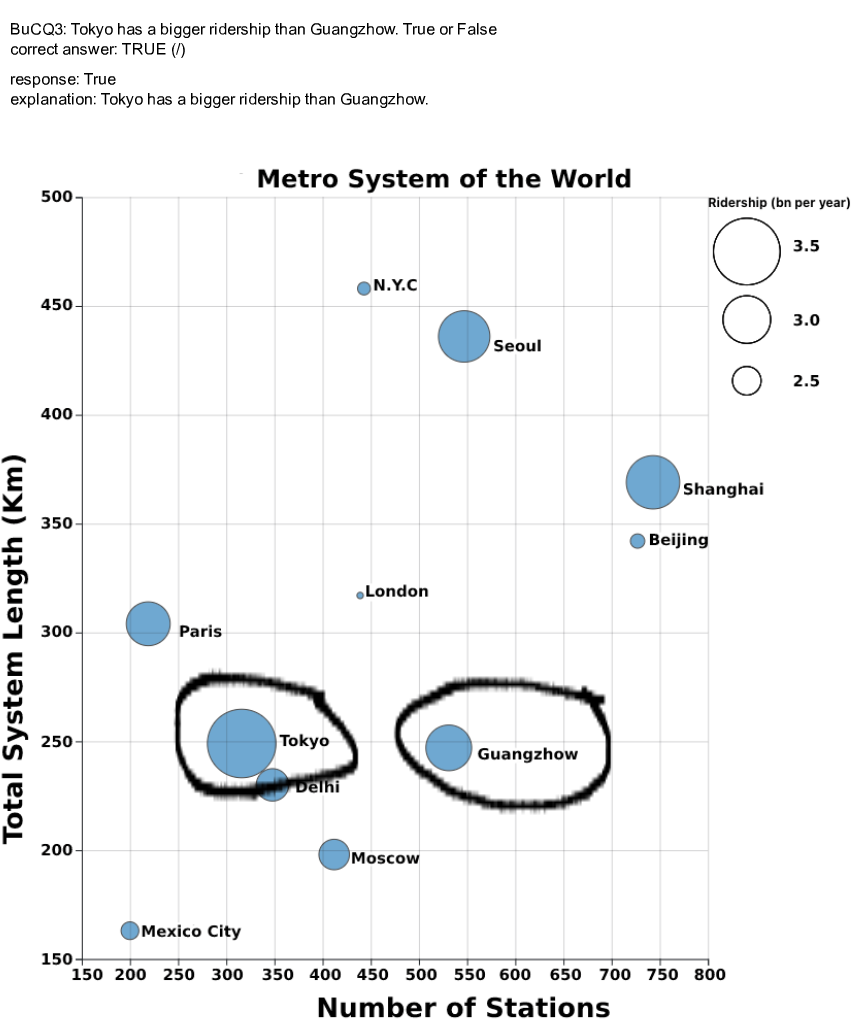 BuCQ3: Tokyo has a bigger ridership than Guangzhow. True or False
correct answer: TRUE (/)
response: True
explanation: Tokyo has a bigger ridership than Guangzhow.
Metro System of the World
Ridership (bn per year)
3.5
3.0
2.5
500
450
400
350
300
250
200
150
Total System Length (Km)
N.Y.C
Seoul
Shanghai
Beijing
London
Paris
Tokyo
Guangzhow
Delhi
Moscow
Mexico City
150 200 250 300 350 400 450 500 550 600 650 700 750 800
Number of Stations